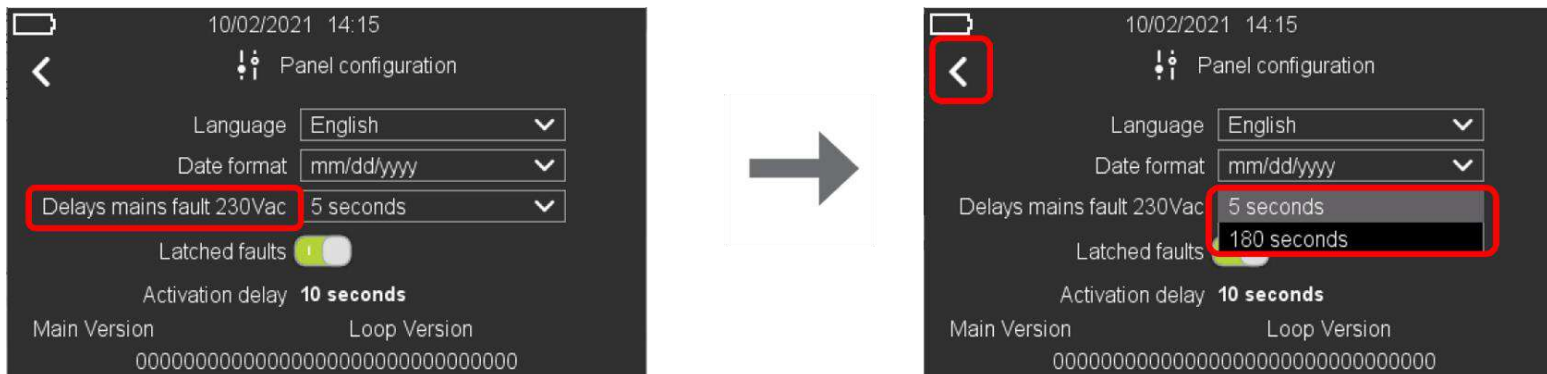 10/02/2021 14:15
Panel configuration
Language English
Date format mm/dd/yyyy
Delays mains fault 230Vac 5 seconds
Latched faults
Activation delay 10 seconds
Main Version Loop Version
00000000000000000000000000000000
10/02/2021 14:15
Panel configuration
Language English
Date format mm/dd/yyyy
Delays mains fault 230Vac 5 seconds
180 seconds
Latched faults
Activation delay 10 seconds
Main Version Loop Version
00000000000000000000000000000000